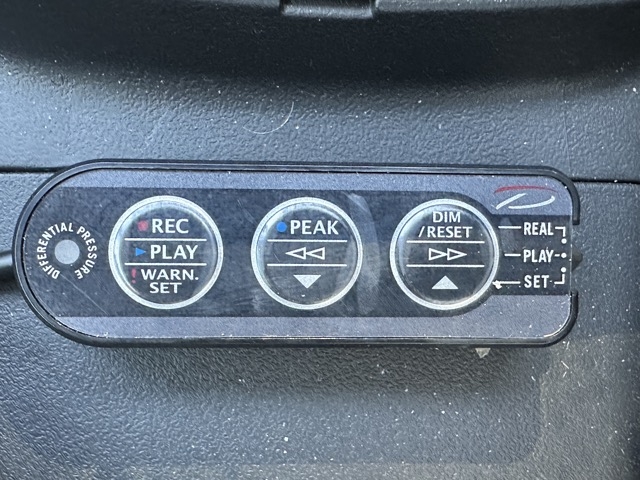 DIFFERENTIAL PRESSURE
REC
PLAY
! WARN.
SET
PEAK
DIM
/RESET
REAL
PLAY
SET